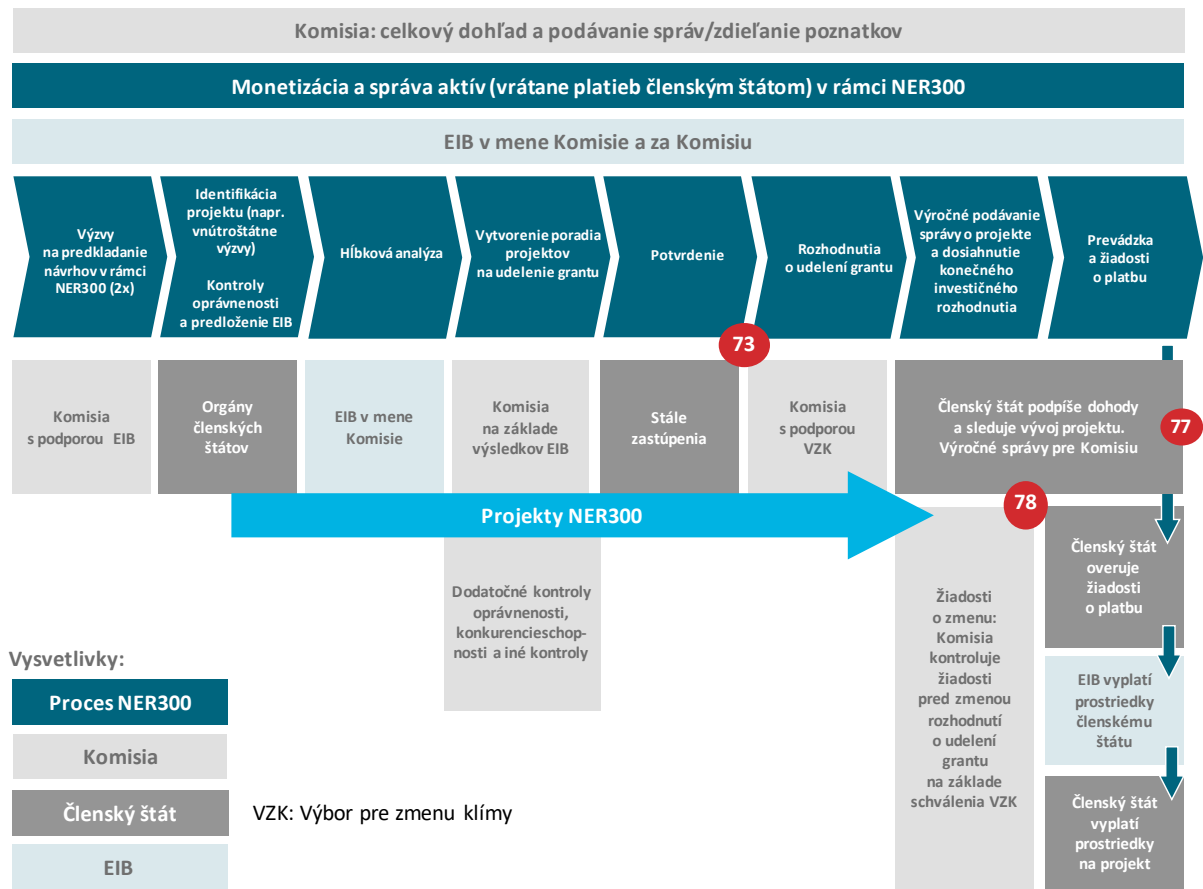 Komisia: celkový dohľad a podávanie správ/zdieľanie poznatkov
Monetizácia a správa aktív (vrátane platieb členským štátom) v rámci NER300
EIB v mene Komisie a za Komisiu
Výzvy
na predkladanie
návrhov v rámci
NER300 (2x)
Identifikácia
projektu (napr.
vnútroštátne
výzvy)
Kontroly
oprávnenosti
a predloženie EIB
Hĺbková analýza
Vytvorenie poradia
projektov
na udelenie grantu
Potvrdenie
Rozhodnutia
o udelení grantu
Výročné podávanie
správy o projekte
a dosiahnutie
konečného
investičného
rozhodnutia
Prevádzka
a žiadosti
o platbu
73
Komisia
s podporou EIB
Orgány
členských
štátov
EIB v mene
Komisie
Komisia
na základe
výsledkov EIB
Stále
zastúpenia
Komisia
s podporou
VZK
Členský štát podpíše dohody
a sleduje vývoj projektu.
Výročné správy pre Komisiu
77
78
Projekty NER300
Dodatočné kontroly
oprávnenosti,
konkurencieschop-
nosti a iné kontroly
Žiadosti
o zmenu:
Komisia
kontroluje
žiadosti
pred zmenou
rozhodnutí
o udelení
grantu
na základe
schválenia VZK
Členský štát
overuje
žiadosti
o platbu
EIB vyplatí
prostriedky
členskému
štátu
Členský štát
vyplatí
prostriedky
na projekt
Vysvetlivky:
Proces NER300
Komisia
Členský štát
EIB
VZK: Výbor pre zmenu klímy